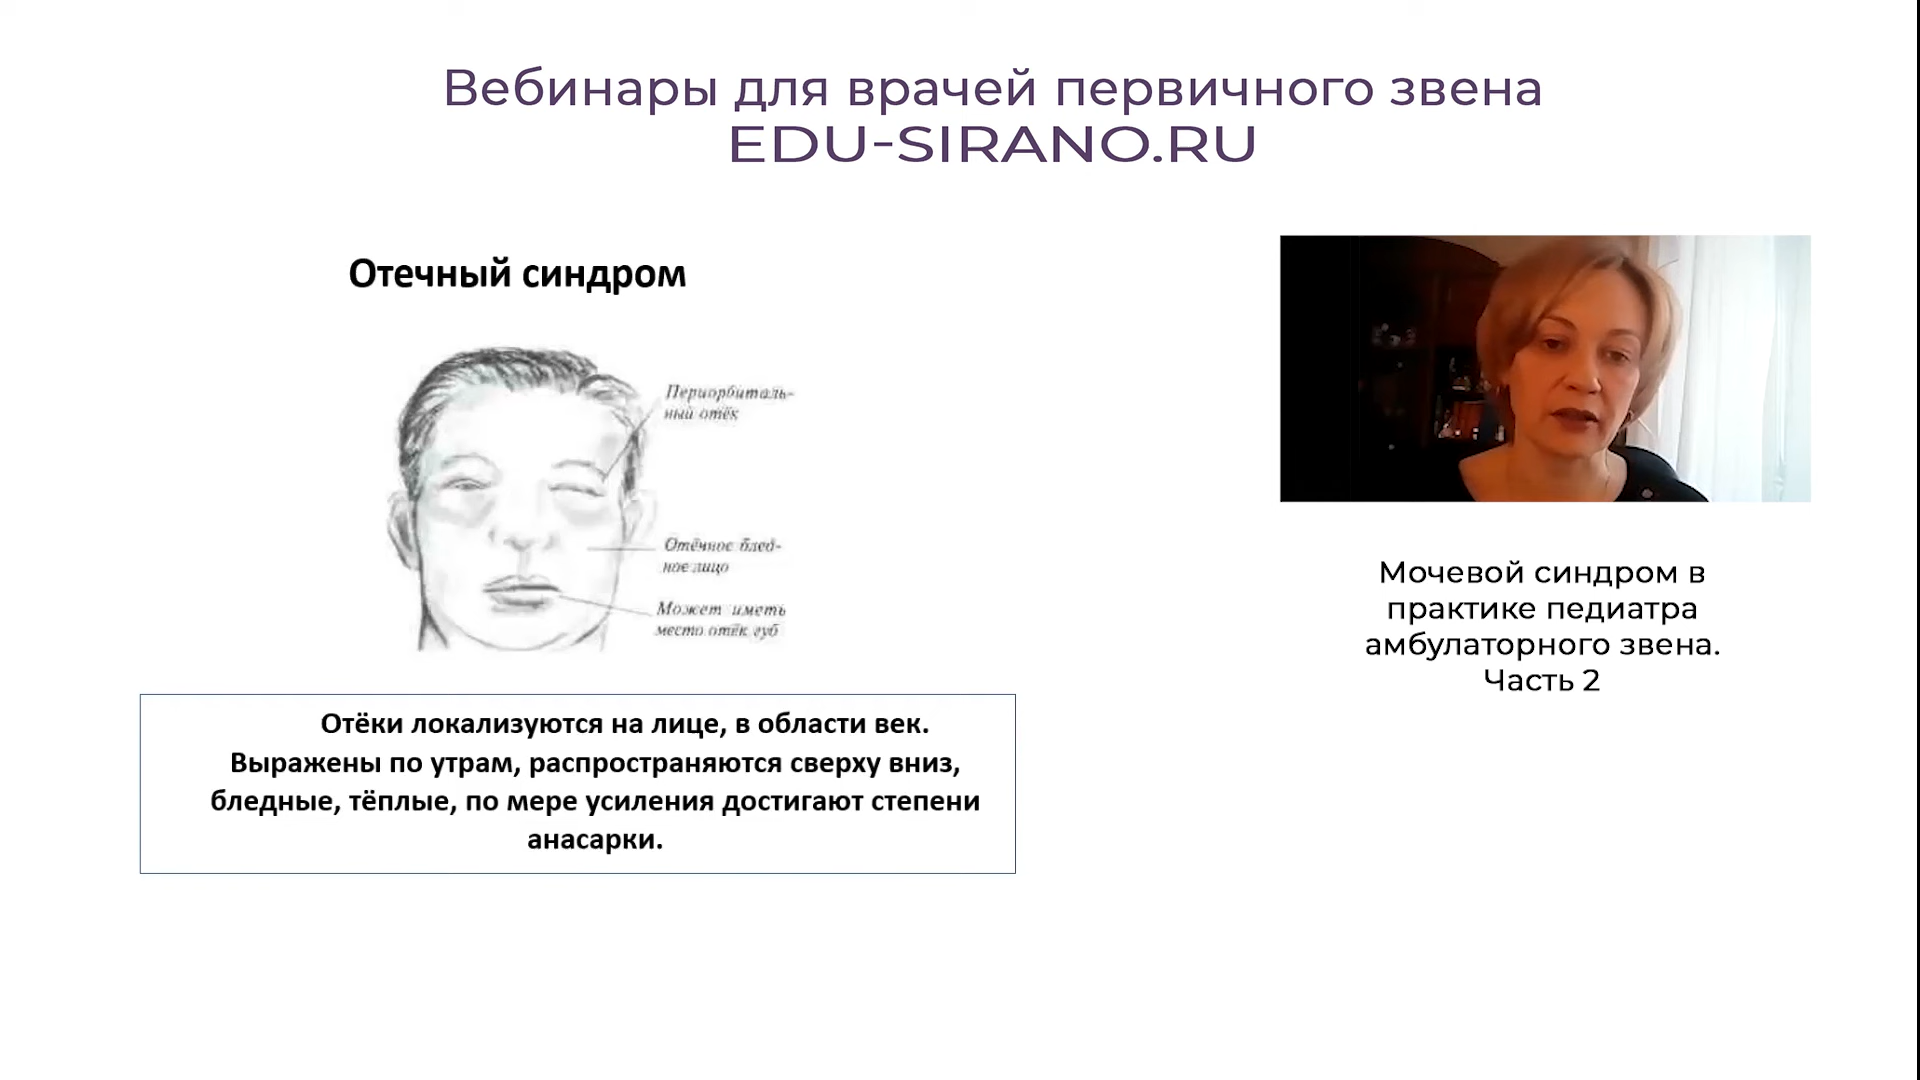 Вебинары для врачей первичного звена
EDU-SIRANO.RU
Отечный синдром
Периорбиталь-
ный отёк
Отёчное блед-
ное лицо
Может иметь
место отёк губ
Отёки локализуются на лице, в области век.
Выражены по утрам, распространяются сверху вниз,
бледные, тёплые, по мере усиления достигают степени
анасарки.
Мочевой синдром в
практике педиатра
амбулаторного звена.
Часть 2